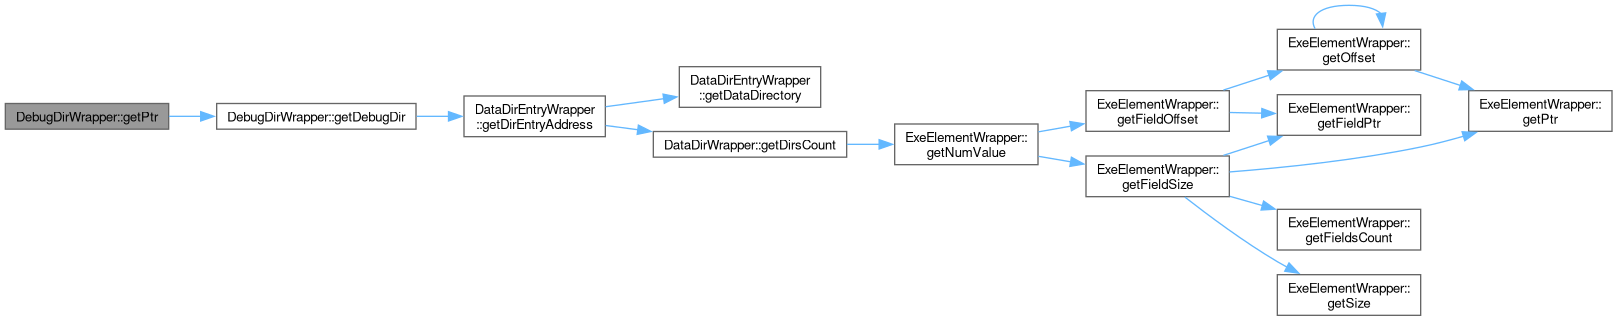 DebugDirWrapper::getPtr
DebugDirWrapper::getDebugDir
DataDirEntryWrapper
::getDirEntryAddress
DataDirEntryWrapper
::getDataDirectory
DataDirWrapper::getDirsCount
ExeElementWrapper::
getNumValue
ExeElementWrapper::
getFieldOffset
ExeElementWrapper::
getFieldSize
ExeElementWrapper::
getOffset
ExeElementWrapper::
getFieldPtr
ExeElementWrapper::
getFieldsCount
ExeElementWrapper::
getSize
ExeElementWrapper::
getPtr